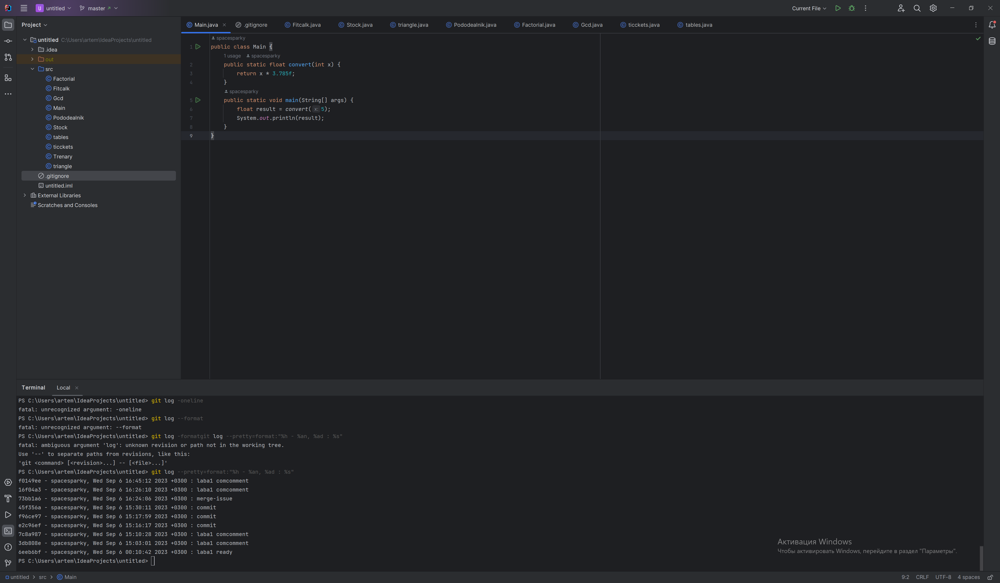 U untitled master Current File
Project
untitled C:\Users\artem\IdeaProjects\untitled
.idea
out
src
Factorial
Fitcalk
Gcd
Main
Pododealnik
Stock
tables
ticckets
Trenary
triangle
.gitignore
untitled.iml
External Libraries
Scratches and Consoles
Main.java .gitignore Fitcalk.java Stock.java triangle.java Pododealnik.java Factorial.java Gcd.java ticckets.java tables.java
spacesparky
1 public class Main {
1 usage spacesparky
2 public static float convert(int x) {
3 return x * 3.785f;
4 }
spacesparky
5 public static void main(String[] args) {
6 float result = convert( x: 5);
7 System.out.println(result);
8 }
9 }
Terminal Local
PS C:\Users\artem\IdeaProjects\untitled> git log -oneline
fatal: unrecognized argument: -oneline
PS C:\Users\artem\IdeaProjects\untitled> git log --format
fatal: unrecognized argument: --format
PS C:\Users\artem\IdeaProjects\untitled> git log -formatgit log --pretty=format:"%h - %an, %ad : %s"
fatal: ambiguous argument 'log': unknown revision or path not in the working tree.
Use '--' to separate paths from revisions, like this:
'git <command> [<revision>...] -- [<file>...]'
PS C:\Users\artem\IdeaProjects\untitled> git log --pretty=format:"%h - %an, %ad : %s"
f0149ee - spacesparky, Wed Sep 6 16:45:12 2023 +0300 : laba1 comcomment
16f04a3 - spacesparky, Wed Sep 6 16:26:10 2023 +0300 : laba1 comcomment
73bb1a6 - spacesparky, Wed Sep 6 16:24:06 2023 +0300 : merge-issue
45f356a - spacesparky, Wed Sep 6 15:30:11 2023 +0300 : commit
f96ce97 - spacesparky, Wed Sep 6 15:17:59 2023 +0300 : commit
e2c96ef - spacesparky, Wed Sep 6 15:16:17 2023 +0300 : commit
7c8a987 - spacesparky, Wed Sep 6 15:10:28 2023 +0300 : laba1 comcomment
3db808e - spacesparky, Wed Sep 6 15:03:01 2023 +0300 : laba1 comcomment
6eeb6bf - spacesparky, Wed Sep 6 00:10:42 2023 +0300 : laba1 ready
PS C:\Users\artem\IdeaProjects\untitled>
Активация Windows
Чтобы активировать Windows, перейдите в раздел "Параметры".
untitled > src > Main 9:2 CRLF UTF-8 4 spaces